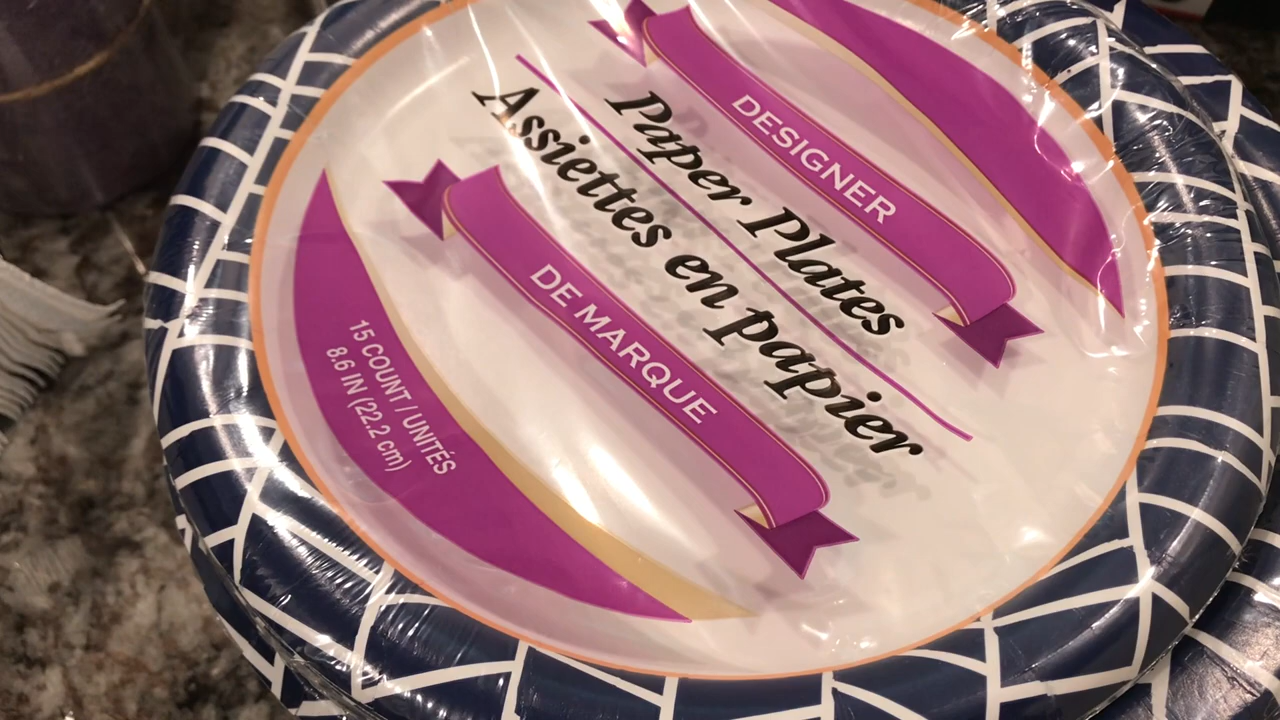 DESIGNER
Paper Plates
Assiettes en papier
DE MARQUE
15 COUNT / UNITÉS
8.6 IN (22.2 cm)